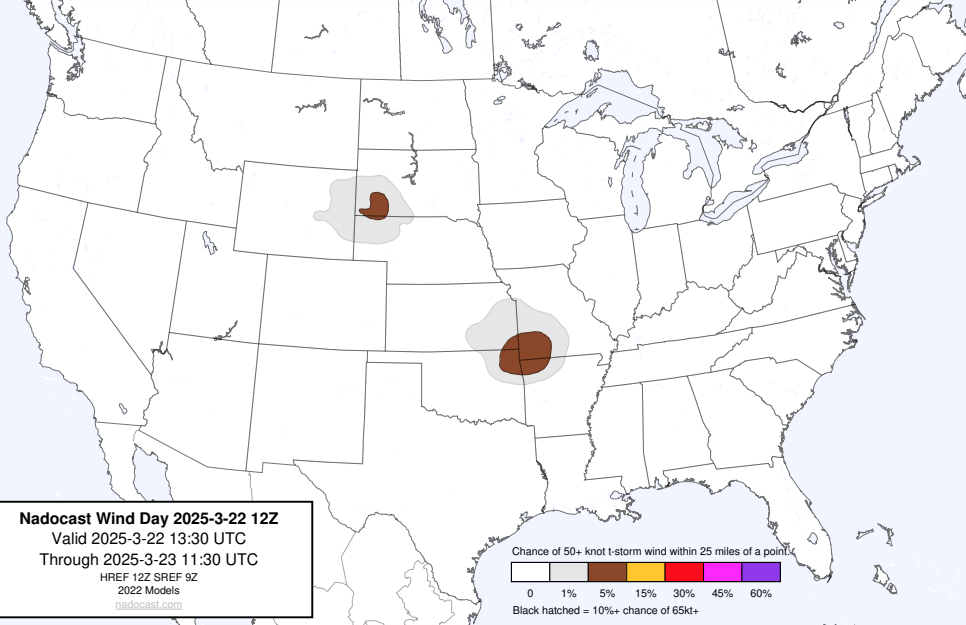 Nadocast Wind Day 2025-3-22 12Z
Valid 2025-3-22 13:30 UTC
Through 2025-3-23 11:30 UTC
HREF 12Z SREF 9Z
2022 Models
nadocast.com
Chance of 50+ knot t-storm wind within 25 miles of a point.
0 1% 5% 15% 30% 45% 60%
Black hatched = 10%+ chance of 65kt+